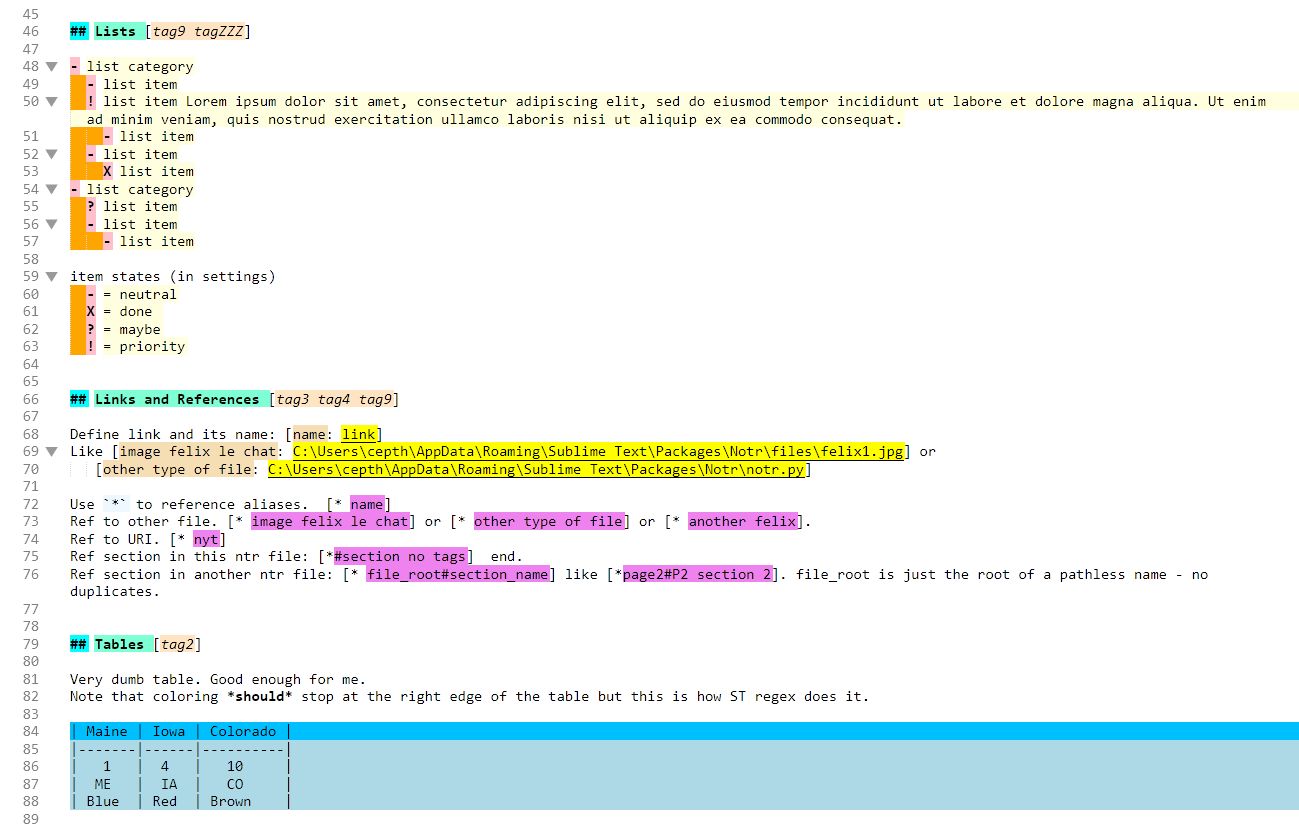 45
46 ## Lists [tag9 tagZZZ]
47
48 ▼ - list category
49 - list item
50 ▼ ! list item Lorem ipsum dolor sit amet, consectetur adipiscing elit, sed do eiusmod tempor incididunt ut labore et dolore magna aliqua. Ut enim
ad minim veniam, quis nostrud exercitation ullamco laboris nisi ut aliquip ex ea commodo consequat.
51 - list item
52 ▼ - list item
53 X list item
54 ▼ - list category
55 ? list item
56 ▼ - list item
57 - list item
58
59 ▼ item states (in settings)
60 - = neutral
61 X = done
62 ? = maybe
63 ! = priority
64
65
66 ## Links and References [tag3 tag4 tag9]
67
68 Define link and its name: [name: link]
69 ▼ Like [image felix le chat: C:\Users\cepth\AppData\Roaming\Sublime Text\Packages\Notr\files\felix1.jpg] or
70 [other type of file: C:\Users\cepth\AppData\Roaming\Sublime Text\Packages\Notr\notr.py]
71
72 Use `*` to reference aliases.  [* name]
73 Ref to other file. [* image felix le chat] or [* other type of file] or [* another felix].
74 Ref to URI. [* nyt]
75 Ref section in this ntr file: [*#section no tags]  end.
76 Ref section in another ntr file: [* file_root#section_name] like [*page2#P2 section 2]. file_root is just the root of a pathless name - no
duplicates.
77
78
79 ## Tables [tag2]
80
81 Very dumb table. Good enough for me.
82 Note that coloring *should* stop at the right edge of the table but this is how ST regex does it.
83
84 | Maine | Iowa | Colorado |
85 |-------|------|----------|
86 |   1   |  4   |   10     |
87 |  ME   |  IA  |   CO     |
88 | Blue  | Red  | Brown    |
89